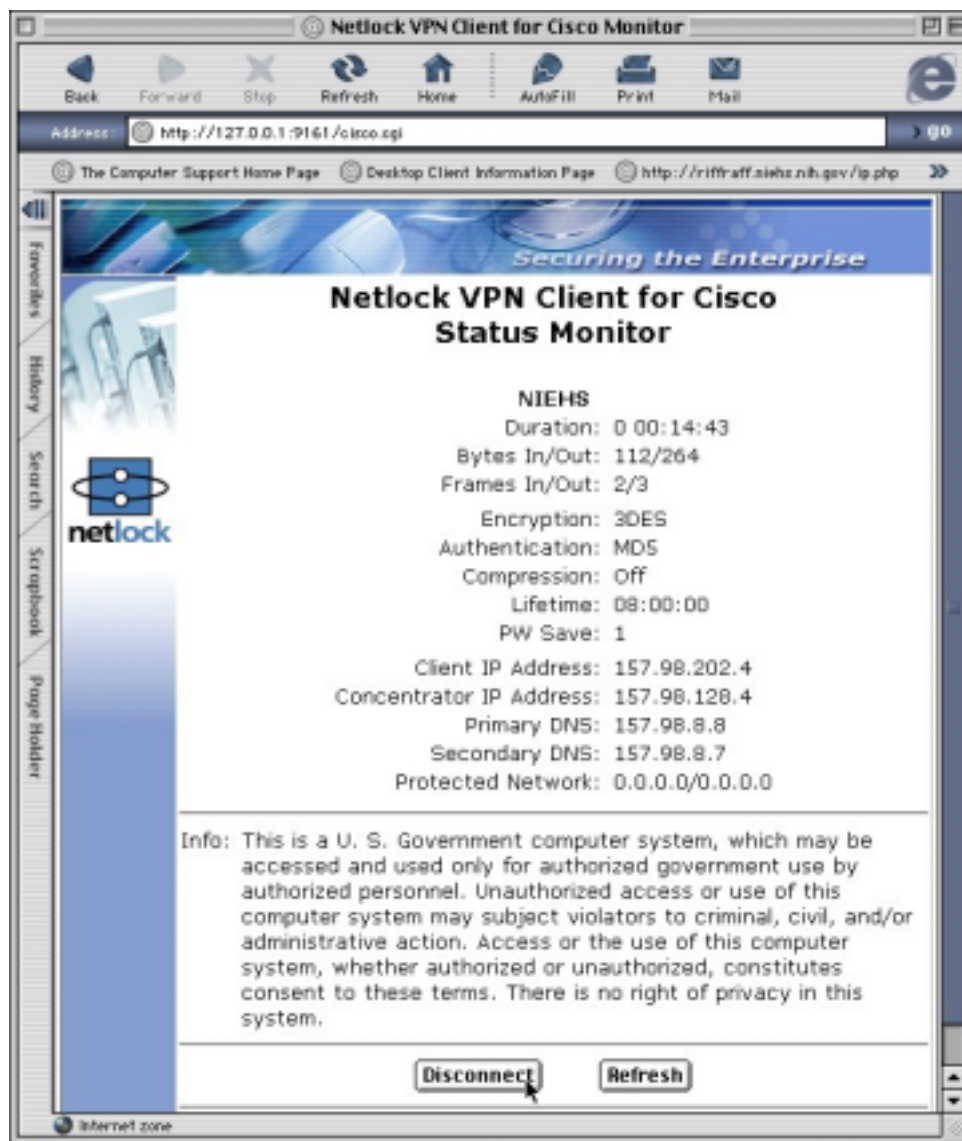 Netlock VPN Client for Cisco Monitor
Back Forward Stop Refresh Home AutoFill Print Mail
Address: http://127.0.0.1:9161/cisco.cgi go
The Computer Support Home Page Desktop Client Information Page http://riffraff.niehs.nih.gov/ip.php
Favorites
History
Search
Scrapbook
Page Holder
Securing the Enterprise
netlock
Netlock VPN Client for Cisco
Status Monitor
NIEHS
Duration: 0 00:14:43
Bytes In/Out: 112/264
Frames In/Out: 2/3
Encryption: 3DES
Authentication: MD5
Compression: Off
Lifetime: 08:00:00
PW Save: 1
Client IP Address: 157.98.202.4
Concentrator IP Address: 157.98.128.4
Primary DNS: 157.98.8.8
Secondary DNS: 157.98.8.7
Protected Network: 0.0.0.0/0.0.0.0
Info: This is a U. S. Government computer system, which may be
accessed and used only for authorized government use by
authorized personnel. Unauthorized access or use of this
computer system may subject violators to criminal, civil, and/or
administrative action. Access or the use of this computer
system, whether authorized or unauthorized, constitutes
consent to these terms. There is no right of privacy in this
system.
Disconnect Refresh
Internet zone